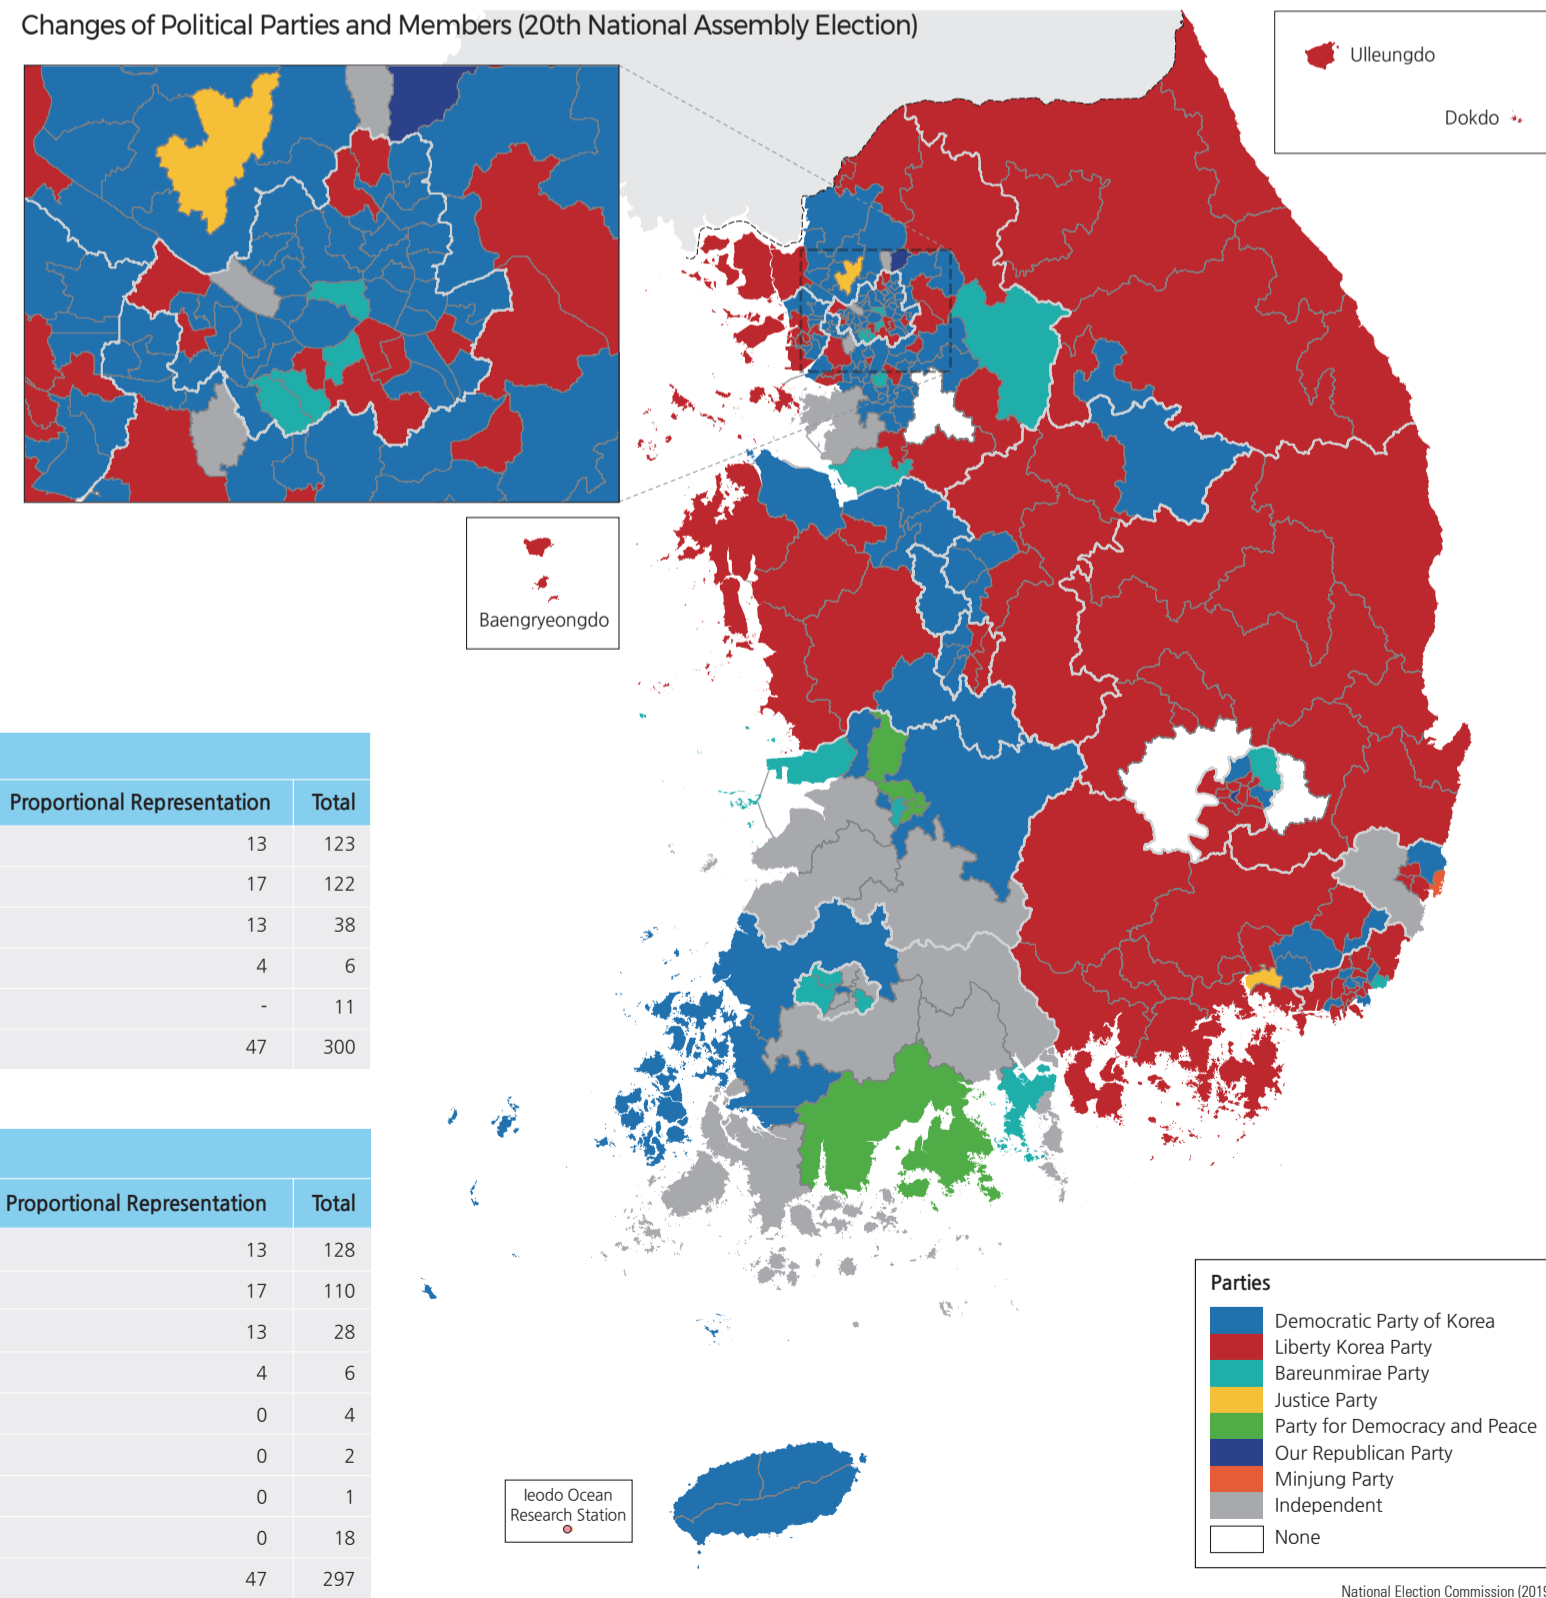 Changes of Political Parties and Members (20th National Assembly Election)
Ulleungdo
Dokdo
Baengryeongdo
Proportional Representation Total
13 123
17 122
13 38
4 6
- 11
47 300
Proportional Representation Total
13 128
17 110
13 28
4 6
0 4
0 2
0 1
0 18
47 297
Parties
Democratic Party of Korea
Liberty Korea Party
Bareunmirae Party
Justice Party
Party for Democracy and Peace
Our Republican Party
Minjung Party
Independent
None
Ieodo Ocean
Research Station
National Election Commission (2019